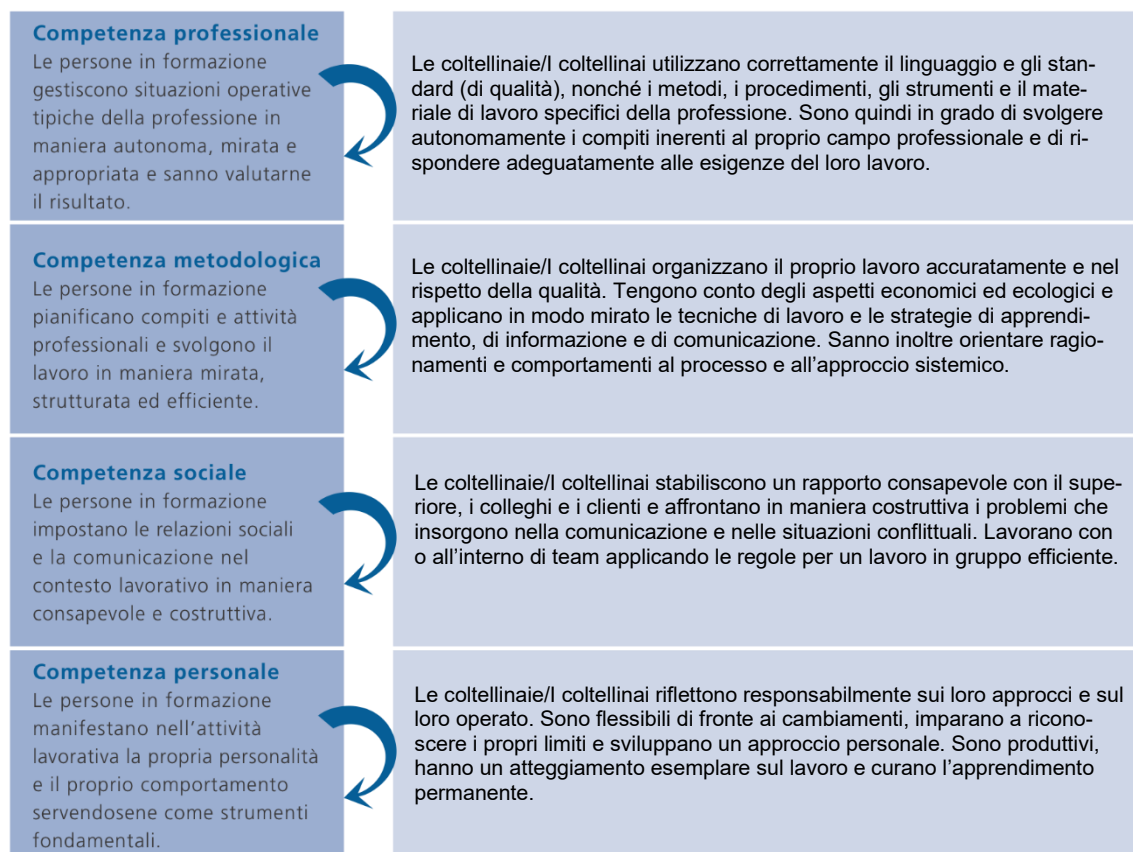 Competenza professionale
Le persone in formazione
gestiscono situazioni operative
tipiche della professione in
maniera autonoma, mirata e
appropriata e sanno valutarne
il risultato.
Le coltellinaie/I coltellinai utilizzano correttamente il linguaggio e gli stan-
dard (di qualità), nonché i metodi, i procedimenti, gli strumenti e il mate-
riale di lavoro specifici della professione. Sono quindi in grado di svolgere
autonomamente i compiti inerenti al proprio campo professionale e di ri-
spondere adeguatamente alle esigenze del loro lavoro.
Competenza metodologica
Le persone in formazione
pianificano compiti e attività
professionali e svolgono il
lavoro in maniera mirata,
strutturata ed efficiente.
Le coltellinaie/I coltellinai organizzano il proprio lavoro accuratamente e nel
rispetto della qualità. Tengono conto degli aspetti economici ed ecologici e
applicano in modo mirato le tecniche di lavoro e le strategie di apprendi-
mento, di informazione e di comunicazione. Sanno inoltre orientare ragio-
namenti e comportamenti al processo e all’approccio sistemico.
Competenza sociale
Le persone in formazione
impostano le relazioni sociali
e la comunicazione nel
contesto lavorativo in maniera
consapevole e costruttiva.
Le coltellinaie/I coltellinai stabiliscono un rapporto consapevole con il supe-
riore, i colleghi e i clienti e affrontano in maniera costruttiva i problemi che
insorgono nella comunicazione e nelle situazioni conflittuali. Lavorano con
o all’interno di team applicando le regole per un lavoro in gruppo efficiente.
Competenza personale
Le persone in formazione
manifestano nell’attività
lavorativa la propria personalità
e il proprio comportamento
servendosene come strumenti
fondamentali.
Le coltellinaie/I coltellinai riflettono responsabilmente sui loro approcci e sul
loro operato. Sono flessibili di fronte ai cambiamenti, imparano a ricono-
scere i propri limiti e sviluppano un approccio personale. Sono produttivi,
hanno un atteggiamento esemplare sul lavoro e curano l’apprendimento
permanente.